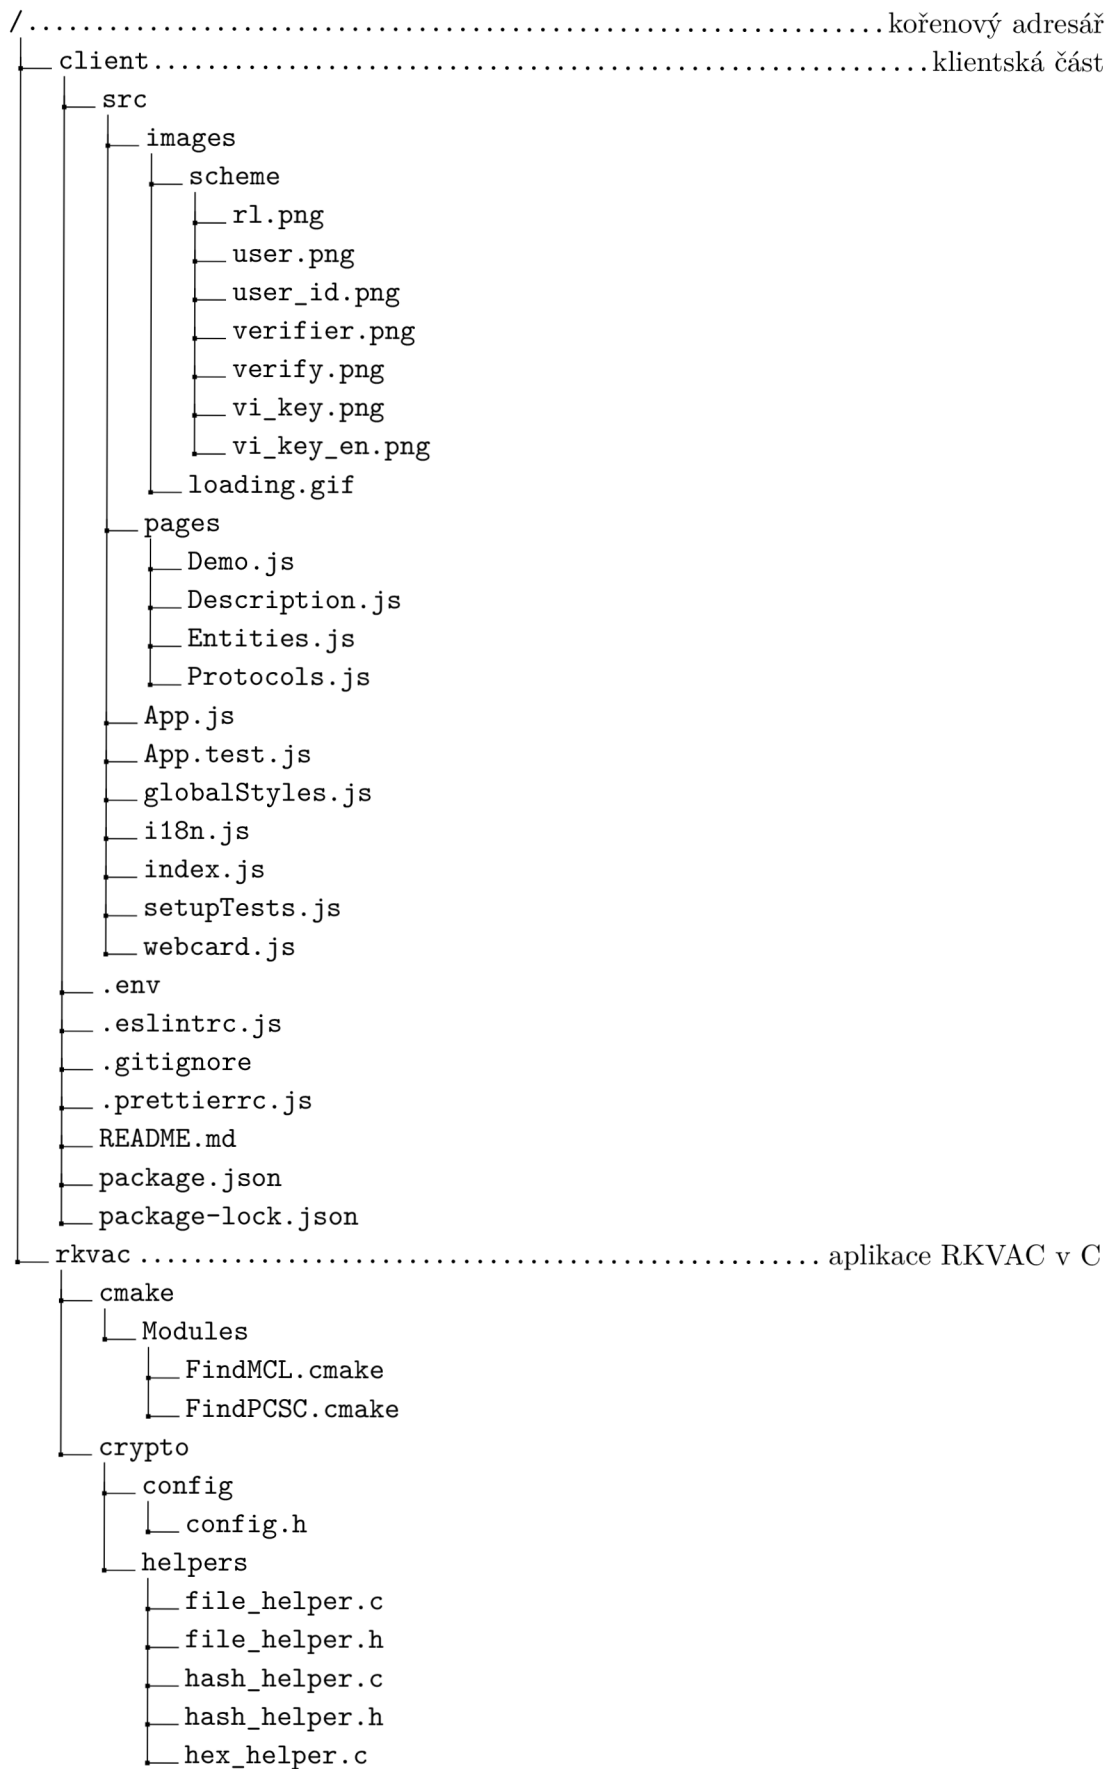 / ................................................................ kořenový adresář
client .......................................................... klientská část
src
images
scheme
rl.png
user.png
user_id.png
verifier.png
verify.png
vi_key.png
vi_key_en.png
loading.gif
pages
Demo.js
Description.js
Entities.js
Protocols.js
App.js
App.test.js
globalStyles.js
i18n.js
index.js
setupTests.js
webcard.js
.env
.eslintrc.js
.gitignore
.prettierrc.js
README.md
package.json
package-lock.json
rkvac ................................................... aplikace RKVAC v C
cmake
Modules
FindMCL.cmake
FindPCSC.cmake
crypto
config
config.h
helpers
file_helper.c
file_helper.h
hash_helper.c
hash_helper.h
hex_helper.c